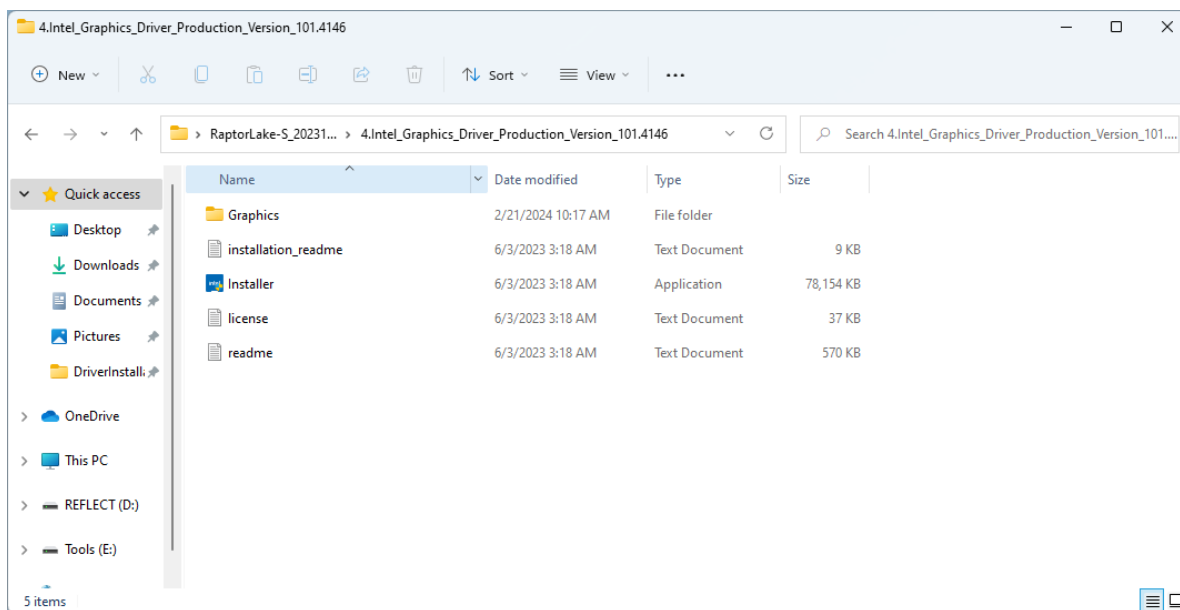 4.Intel_Graphics_Driver_Production_Version_101.4146
New Sort View
RaptorLake-S_20231... > 4.Intel_Graphics_Driver_Production_Version_101.4146 Search 4.Intel_Graphics_Driver_Production_Version_101....
Name Date modified Type Size
Quick access
Desktop
Downloads
Documents
Pictures
DriverInstall
OneDrive
This PC
REFLECT (D:)
Tools (E:)
Graphics 2/21/2024 10:17 AM File folder
installation_readme 6/3/2023 3:18 AM Text Document 9 KB
Installer 6/3/2023 3:18 AM Application 78,154 KB
license 6/3/2023 3:18 AM Text Document 37 KB
readme 6/3/2023 3:18 AM Text Document 570 KB
5 items